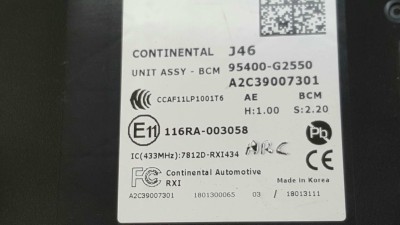 CONTINENTAL J46
UNIT ASSY - BCM 95400-G2550
A2C39007301
CCAF11LP1001T6 AE BCM
H:1.00 S:2.20
E11 116RA-003058 Pb
IC(433MHz):7812D-RXI434
FC Continental Automotive CE
RXI Made in Korea
A2C39007301 1801300065 03 / 18013111